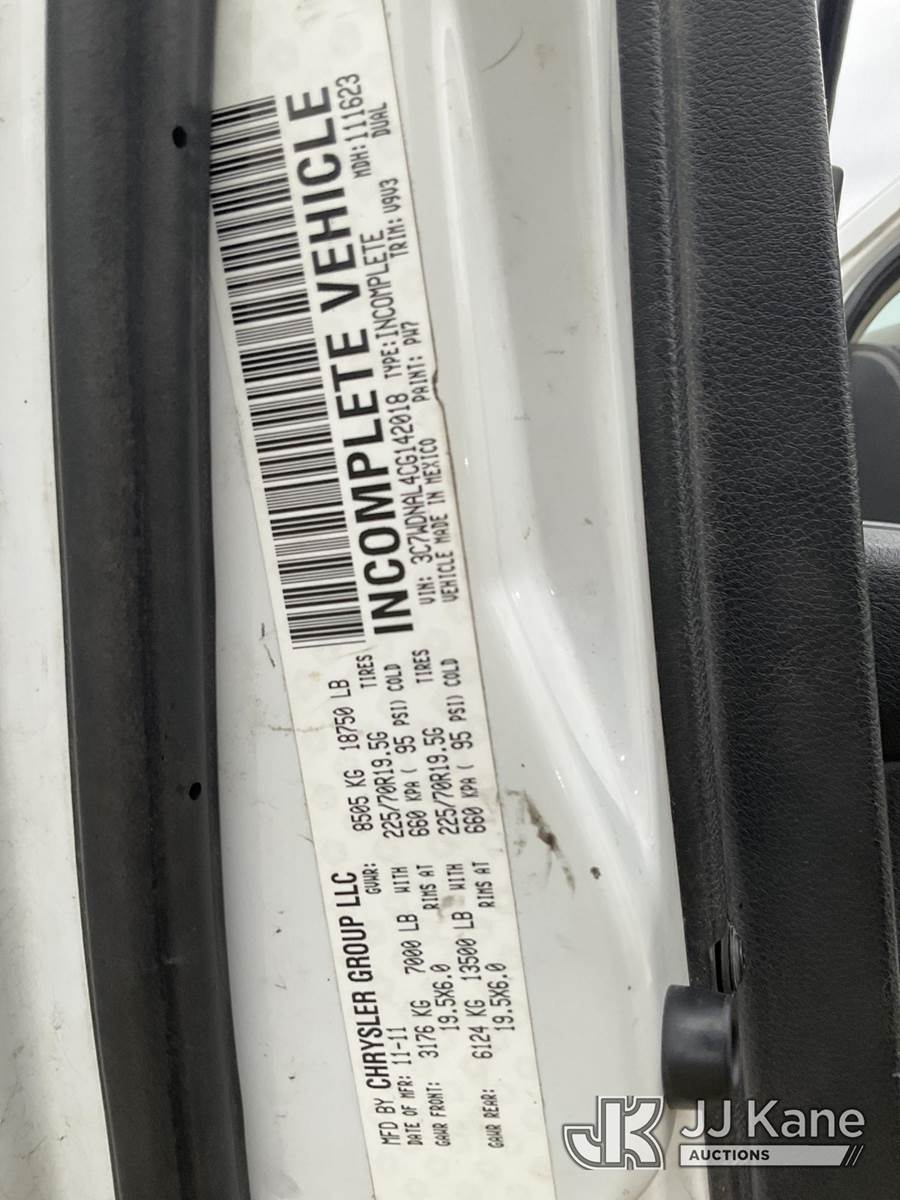 MFD BY CHRYSLER GROUP LLC
DATE OF MFR: 11-11 GVWR: 8505 KG 18750 LB
GAWR FRONT: 3176 KG 7000 LB WITH 225/70R19.5G TIRES
19.5X6.0 RIMS AT 660 KPA ( 95 PSI) COLD
GAWR REAR: 6124 KG 13500 LB WITH 225/70R19.5G TIRES
19.5X6.0 RIMS AT 660 KPA ( 95 PSI) COLD
INCOMPLETE VEHICLE
MDH: 111623
VIN: 3C7WDNAL4CG142018 TYPE: INCOMPLETE DUAL
VEHICLE MADE IN MEXICO PAINT: PW7 TRIM: V9V3
JK JJ Kane
AUCTIONS